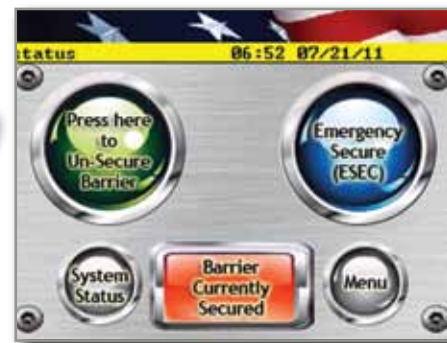 status 06:52 07/21/11
Press here
to
Un-Secure
Barrier
Emergency
Secure
(ESEC)
System
Status
Barrier
Currently
Secured
Menu